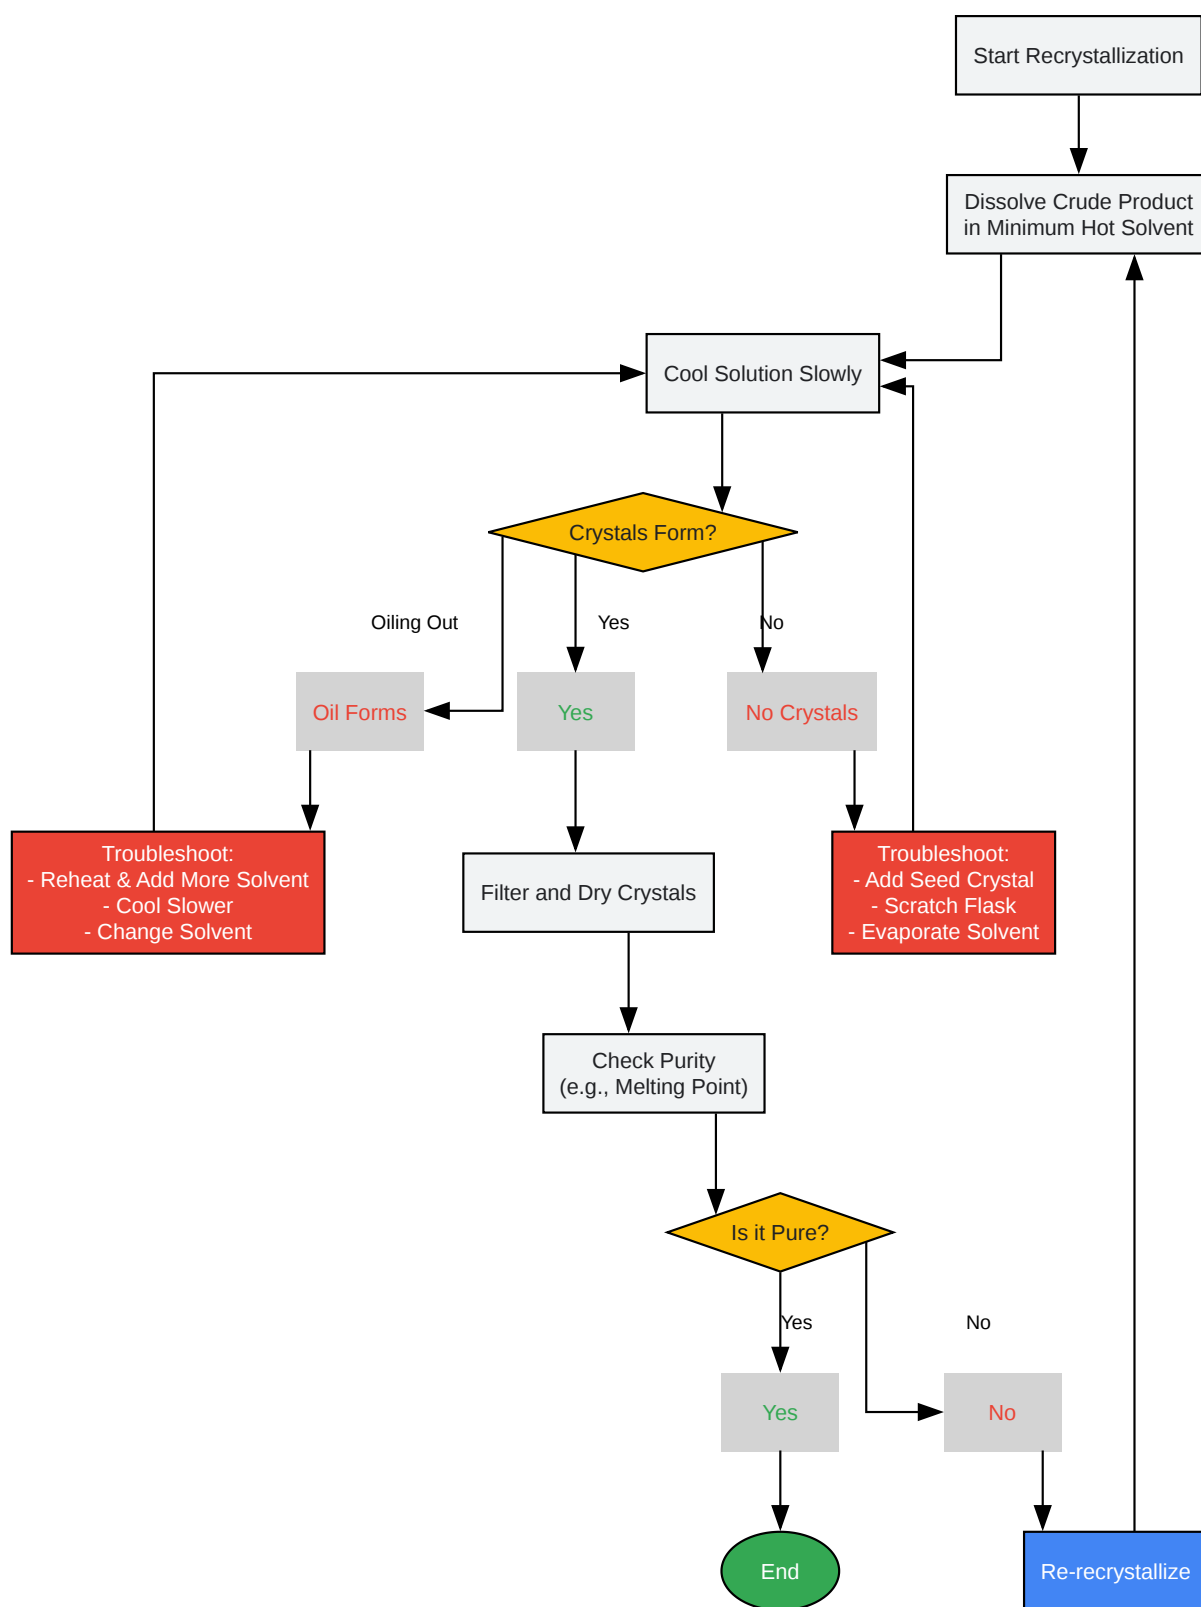 Start Recrystallization
Dissolve Crude Product
in Minimum Hot Solvent
Cool Solution Slowly
Crystals Form?
Oiling Out
Yes
No
Oil Forms
Yes
No Crystals
Troubleshoot:
- Reheat & Add More Solvent
- Cool Slower
- Change Solvent
Filter and Dry Crystals
Troubleshoot:
- Add Seed Crystal
- Scratch Flask
- Evaporate Solvent
Check Purity
(e.g., Melting Point)
Is it Pure?
Yes
No
Yes
No
End
Re-recrystallize